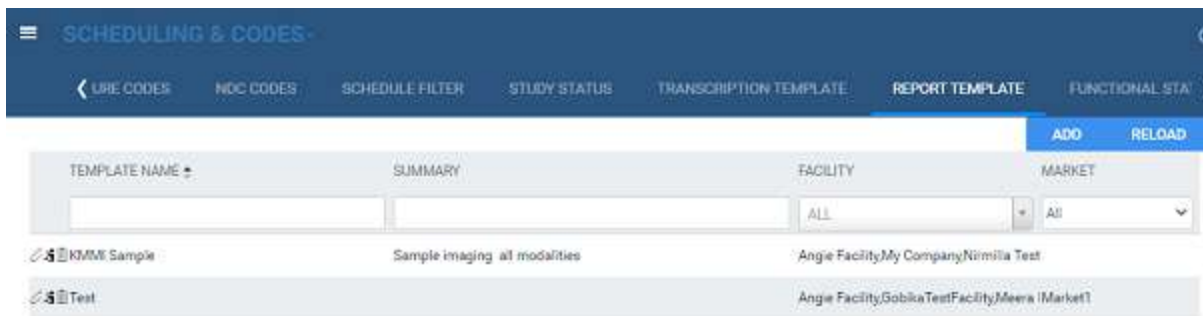 SCHEDULING & CODES
URE CODES NDC CODES SCHEDULE FILTER STUDY STATUS TRANSCRIPTION TEMPLATE REPORT TEMPLATE FUNCTIONAL STA
ADD RELOAD
TEMPLATE NAME SUMMARY FACILITY MARKET
ALL All
KMMI Sample Sample imaging all modalities Angie Facility,My Company,Nirmilla Test
Test Angie Facility,GobikaTestFacility,Meera Market1